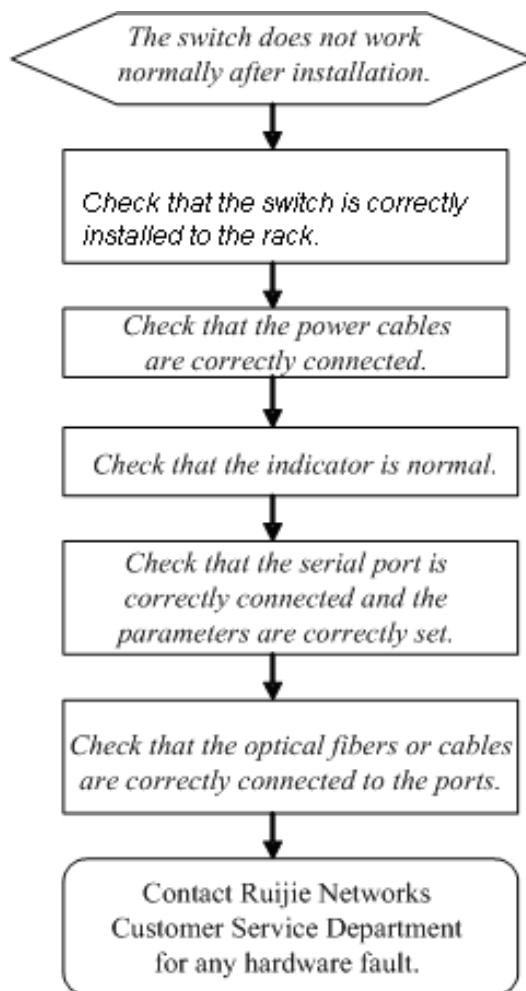 The switch does not work
normally after installation.
Check that the switch is correctly
installed to the rack.
Check that the power cables
are correctly connected.
Check that the indicator is normal.
Check that the serial port is
correctly connected and the
parameters are correctly set.
Check that the optical fibers or cables
are correctly connected to the ports.
Contact Ruijie Networks
Customer Service Department
for any hardware fault.